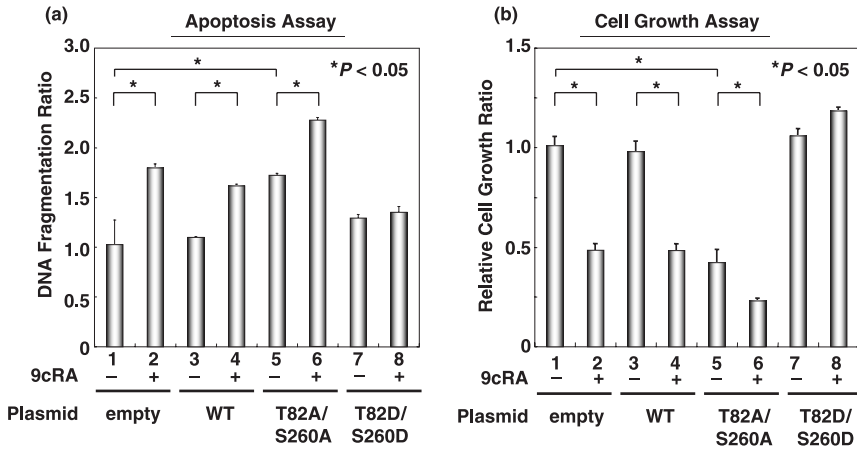 (a)
Apoptosis Assay
DNA Fragmentation Ratio
3.0
2.5
2.0
1.5
1.0
0.5
0
*P < 0.05
*
* * *
1 2 3 4 5 6 7 8
9cRA − + − + − + − +
Plasmid empty WT T82A/ T82D/
S260A S260D
(b)
Cell Growth Assay
Relative Cell Growth Ratio
1.5
1.0
0.5
0
*P < 0.05
*
* * *
1 2 3 4 5 6 7 8
9cRA − + − + − + − +
Plasmid empty WT T82A/ T82D/
S260A S260D